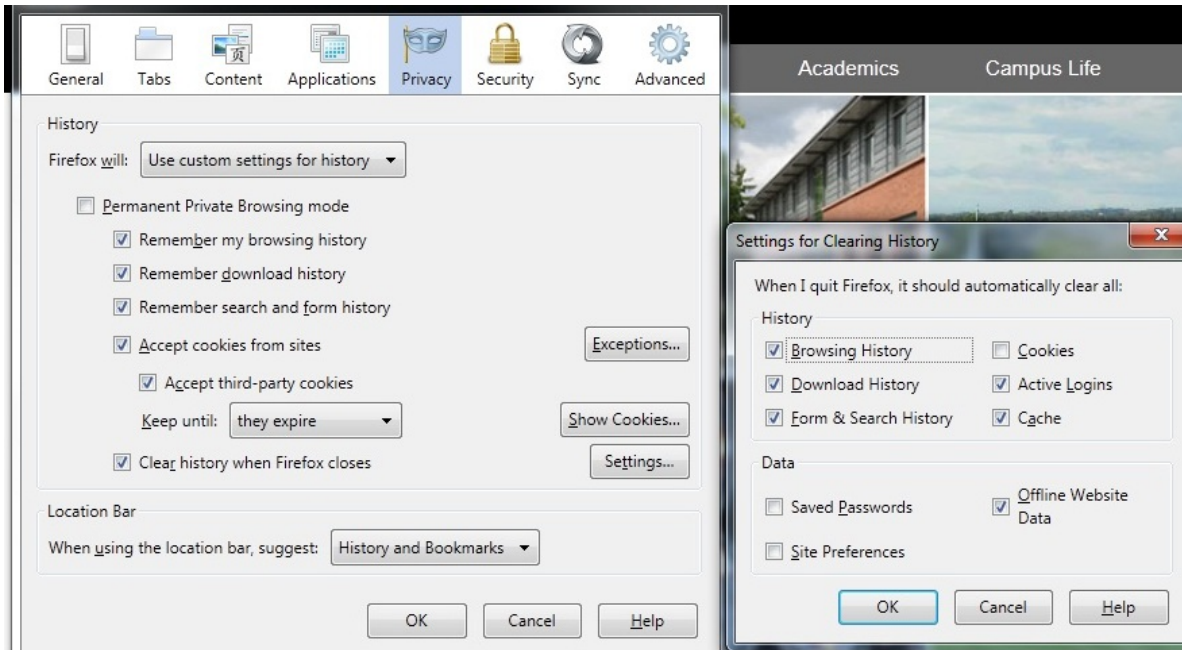 General Tabs Content Applications Privacy Security Sync Advanced
页
History
Firefox will: Use custom settings for history
Permanent Private Browsing mode
Remember my browsing history
Remember download history
Remember search and form history
Accept cookies from sites Exceptions...
Accept third-party cookies
Keep until: they expire Show Cookies...
Clear history when Firefox closes Settings...
Location Bar
When using the location bar, suggest: History and Bookmarks
OK Cancel Help
Academics Campus Life
Settings for Clearing History
When I quit Firefox, it should automatically clear all:
History
Browsing History Cookies
Download History Active Logins
Form & Search History Cache
Data
Saved Passwords Offline Website
Data
Site Preferences
OK Cancel Help